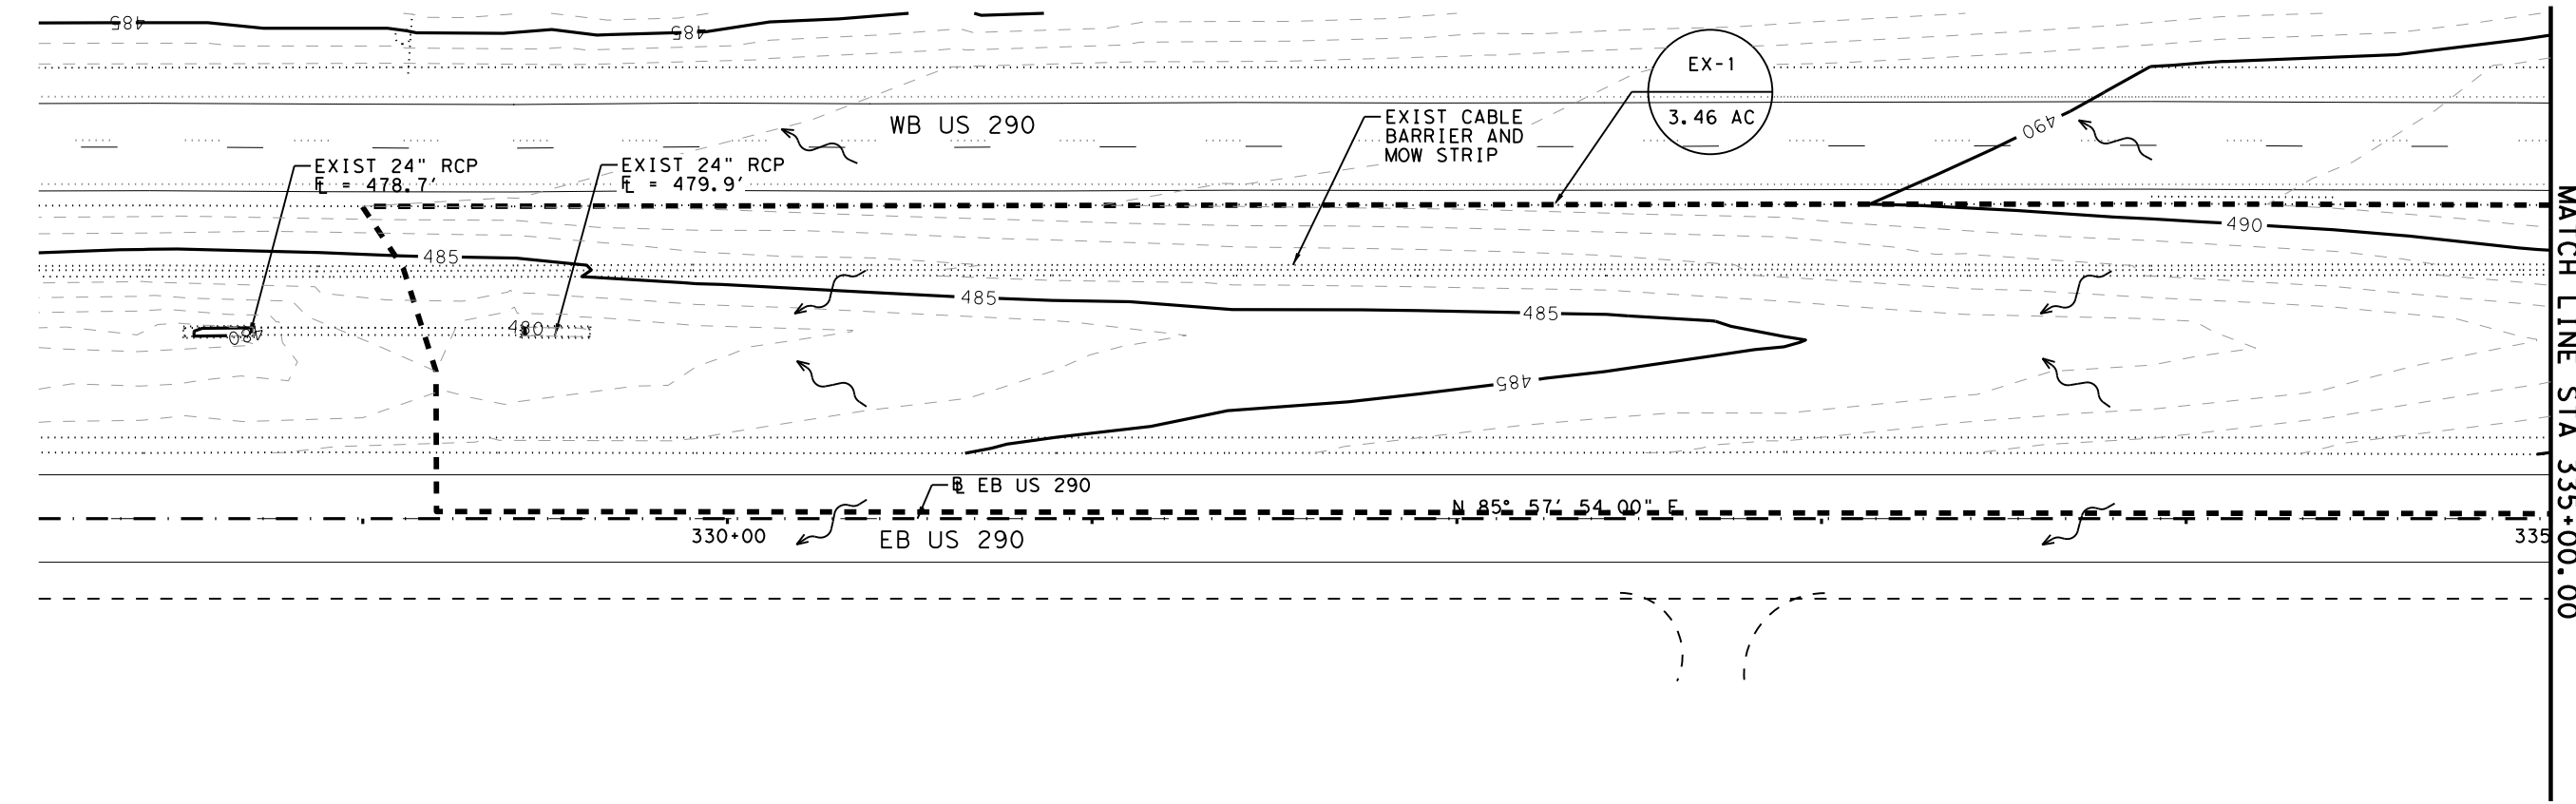 485
485
EX-1
3.46 AC
WB US 290
EXIST CABLE
BARRIER AND
MOW STRIP
490
EXIST 24" RCP
FL = 478.7'
EXIST 24" RCP
FL = 479.9'
490
485
485
485
480
480
485
BL EB US 290
N 85° 57' 54.00" E
330+00
EB US 290
335
MATCH LINE STA 335+00.00